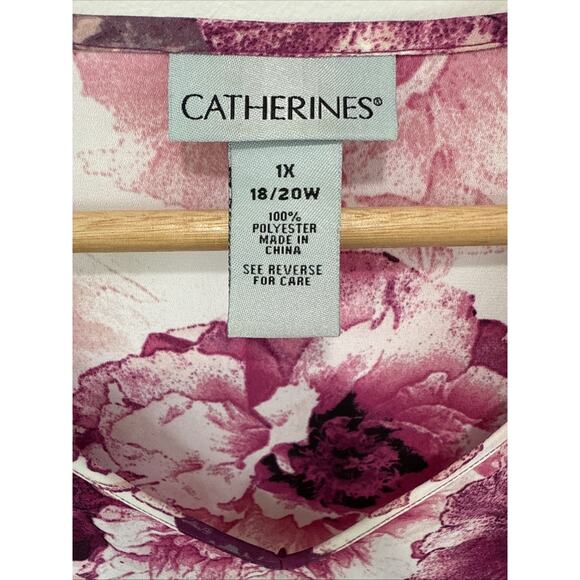 CATHERINES®
1X
18/20W
100%
POLYESTER
MADE IN
CHINA
SEE REVERSE
FOR CARE